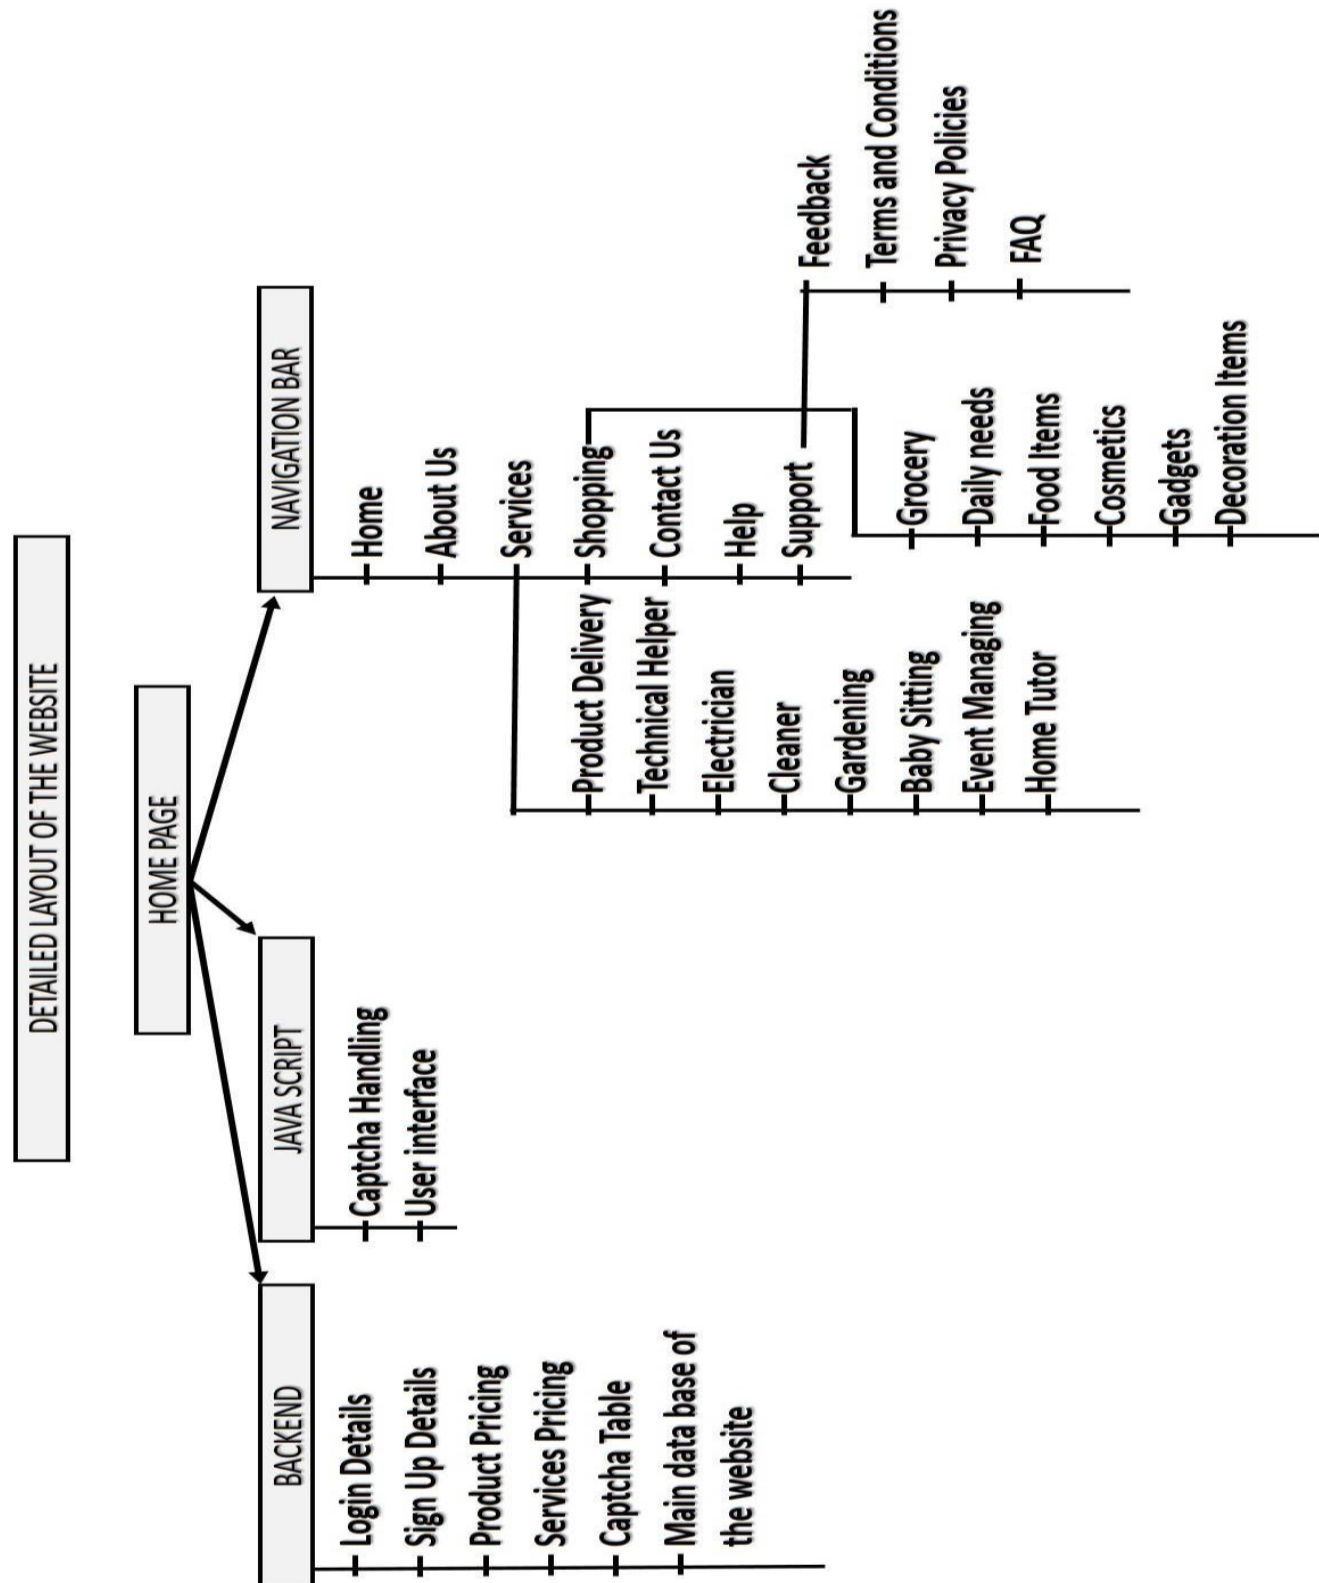 DETAILED LAYOUT OF THE WEBSITE
HOME PAGE
BACKEND
Login Details
Sign Up Details
Product Pricing
Services Pricing
Captcha Table
Main data base of
the website
JAVA SCRIPT
Captcha Handling
User interface
NAVIGATION BAR
Home
About Us
Services
Shopping
Contact Us
Help
Support
Product Delivery
Technical Helper
Electrician
Cleaner
Gardening
Baby Sitting
Event Managing
Home Tutor
Grocery
Daily needs
Food Items
Cosmetics
Gadgets
Decoration Items
Feedback
Terms and Conditions
Privacy Policies
FAQ